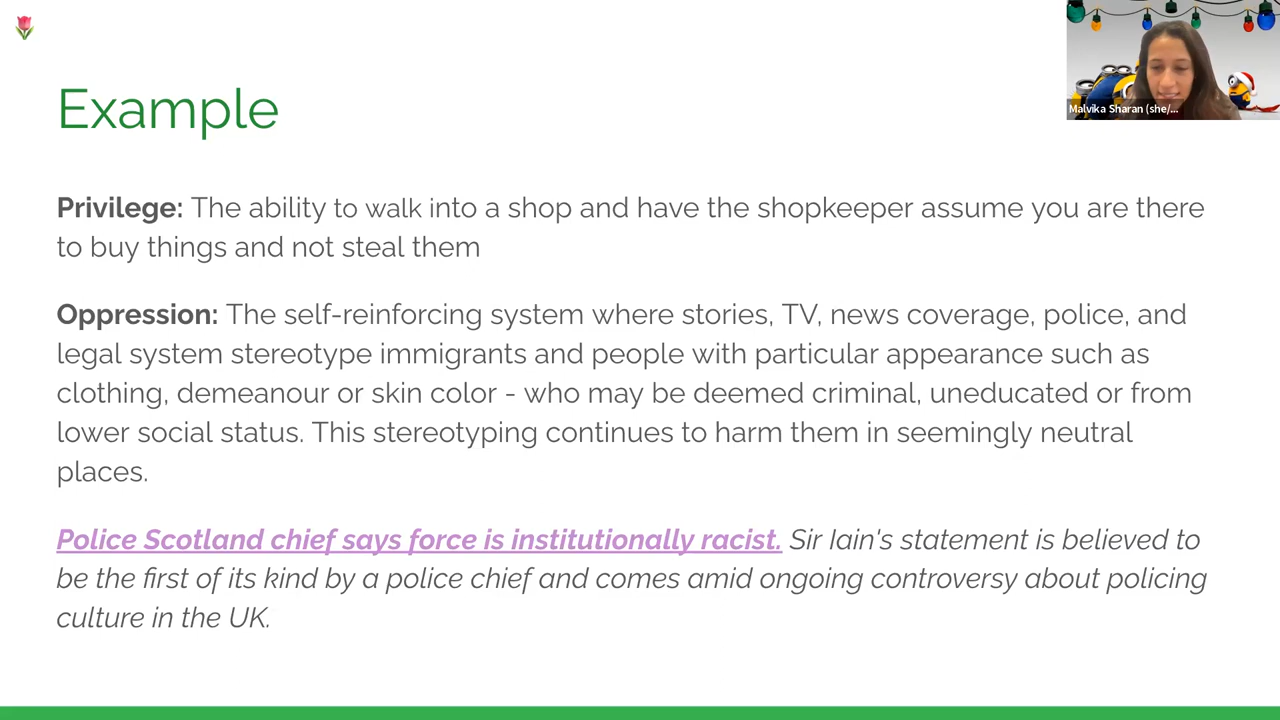 Malvika Sharan (she/...
Example
Privilege: The ability to walk into a shop and have the shopkeeper assume you are there
to buy things and not steal them
Oppression: The self-reinforcing system where stories, TV, news coverage, police, and
legal system stereotype immigrants and people with particular appearance such as
clothing, demeanour or skin color - who may be deemed criminal, uneducated or from
lower social status. This stereotyping continues to harm them in seemingly neutral
places.
Police Scotland chief says force is institutionally racist. Sir Iain's statement is believed to
be the first of its kind by a police chief and comes amid ongoing controversy about policing
culture in the UK.